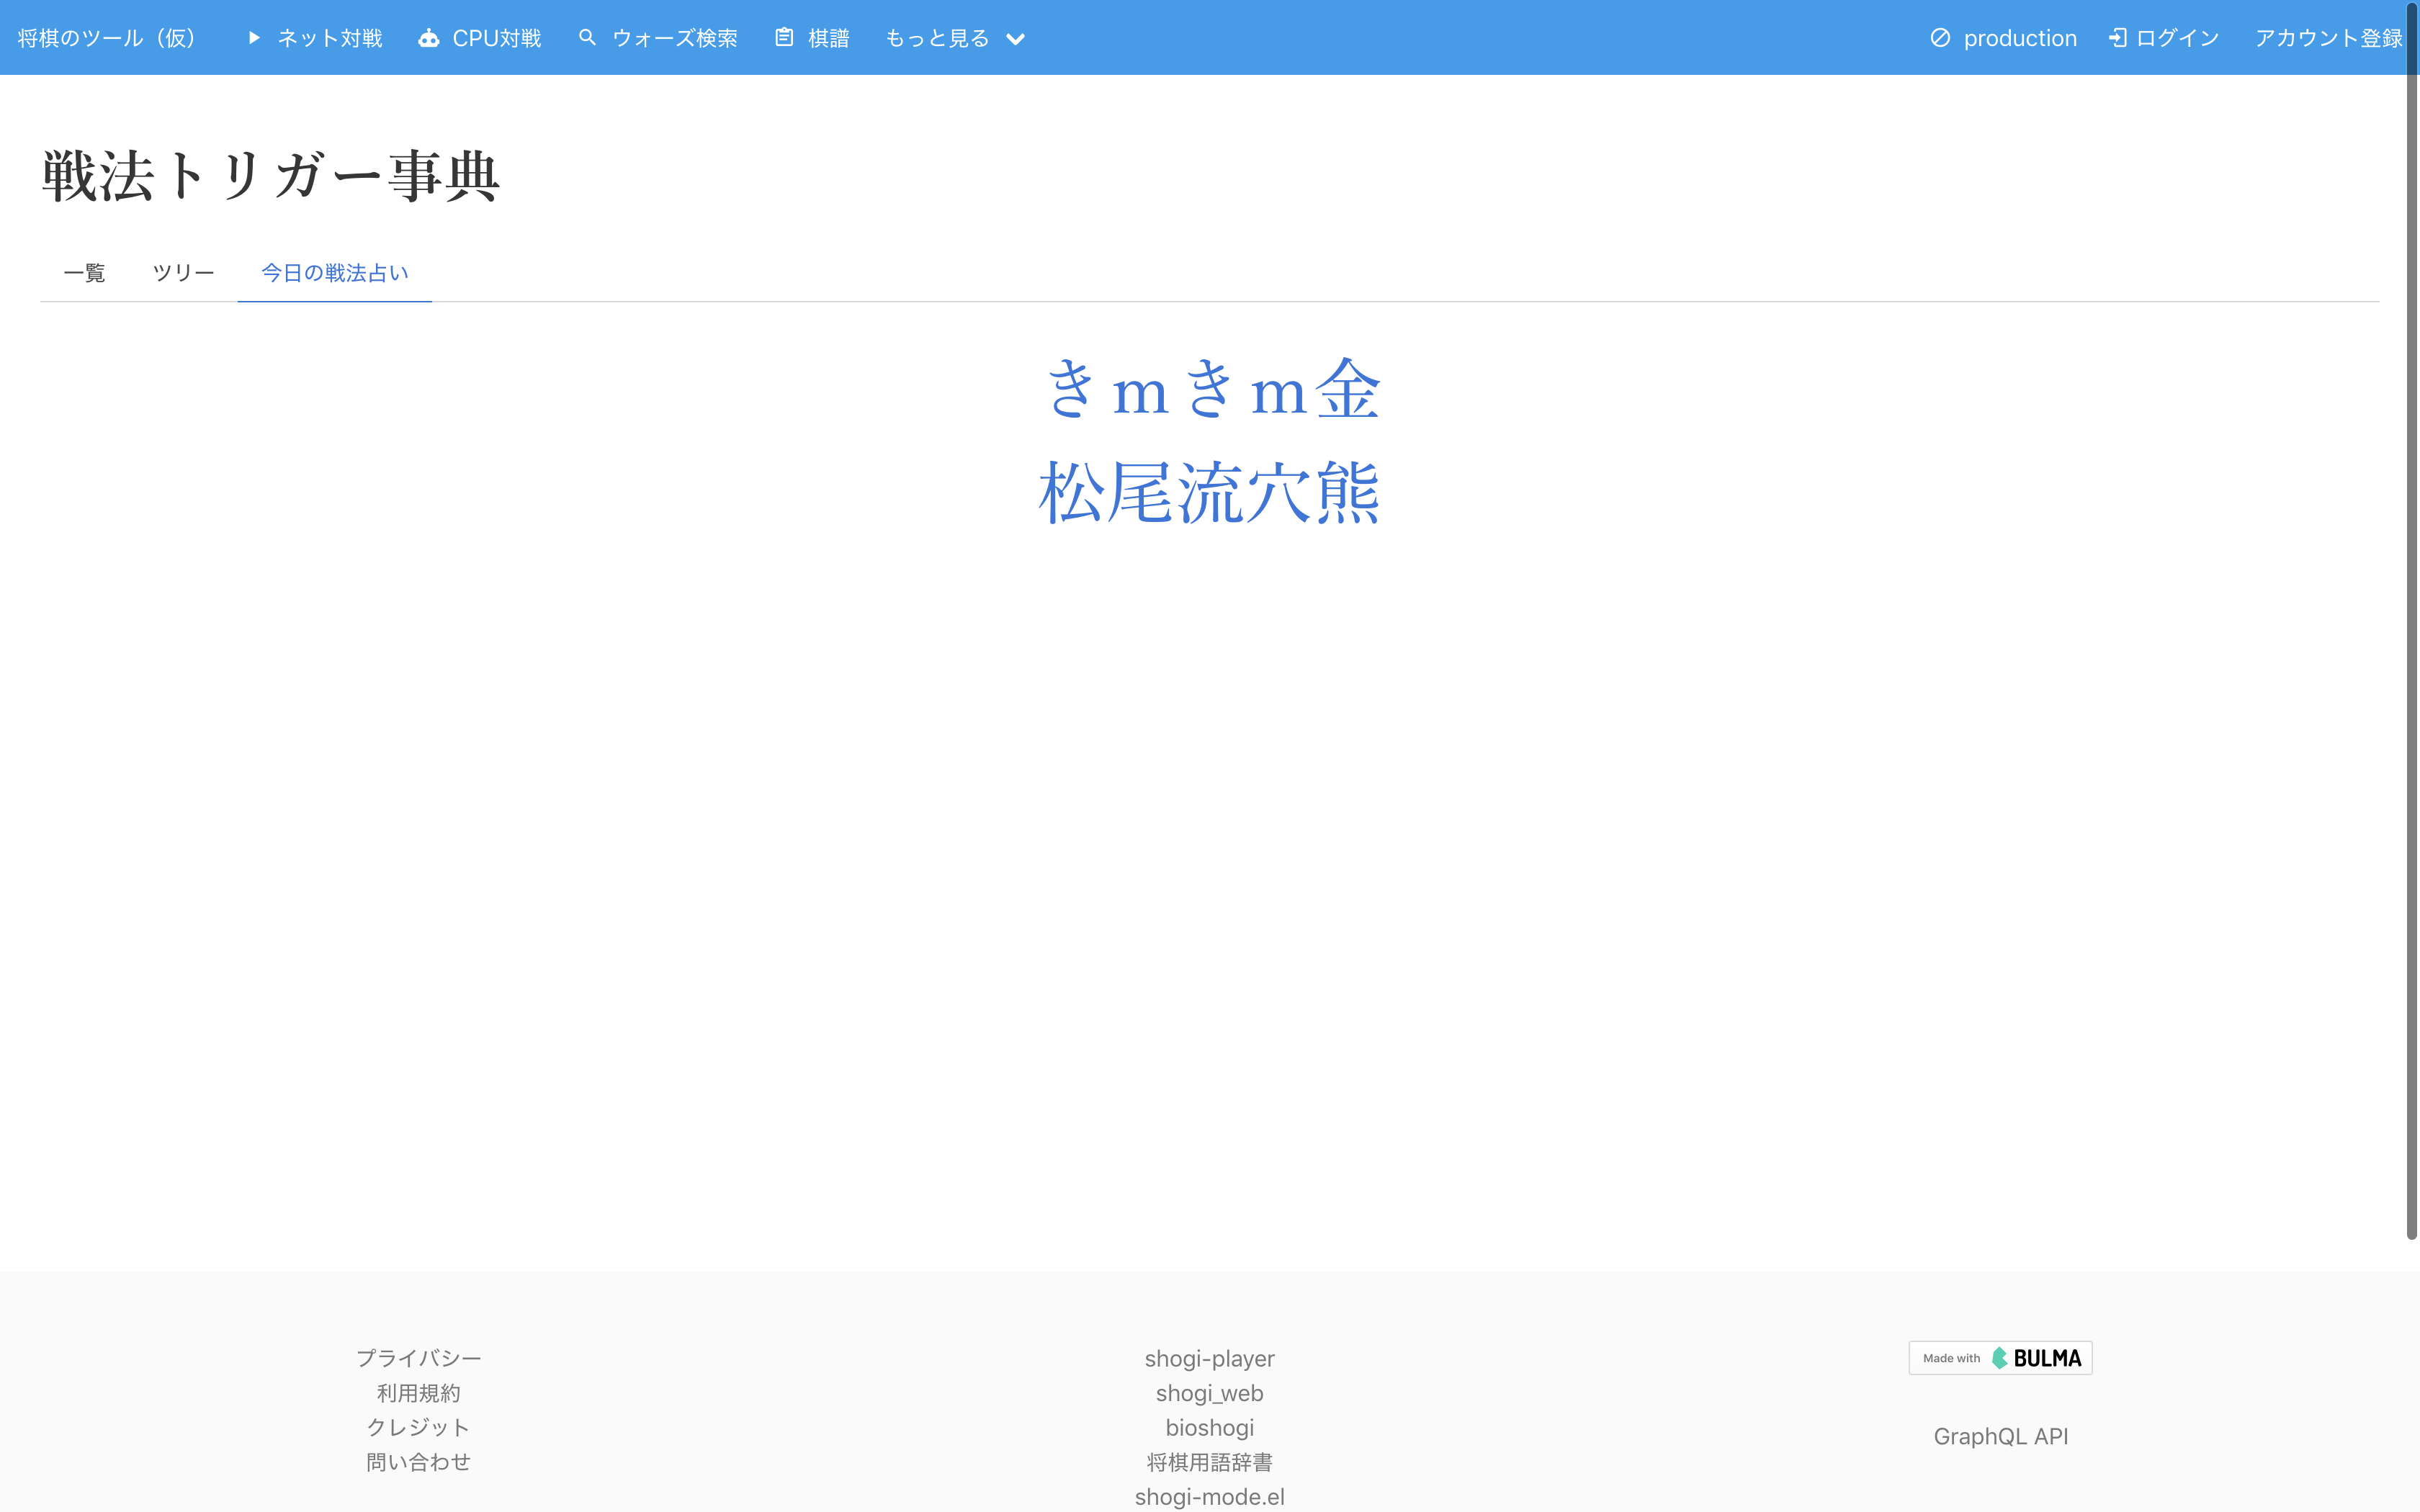 将棋のツール（仮） ネット対戦 CPU対戦 ウォーズ検索 棋譜 もっと見る production ログイン アカウント登録
戦法トリガー事典
一覧 ツリー 今日の戦法占い
きｍきｍ金
松尾流穴熊
プライバシー
利用規約
クレジット
問い合わせ
shogi-player
shogi_web
bioshogi
将棋用語辞書
shogi-mode.el
Made with BULMA
GraphQL API